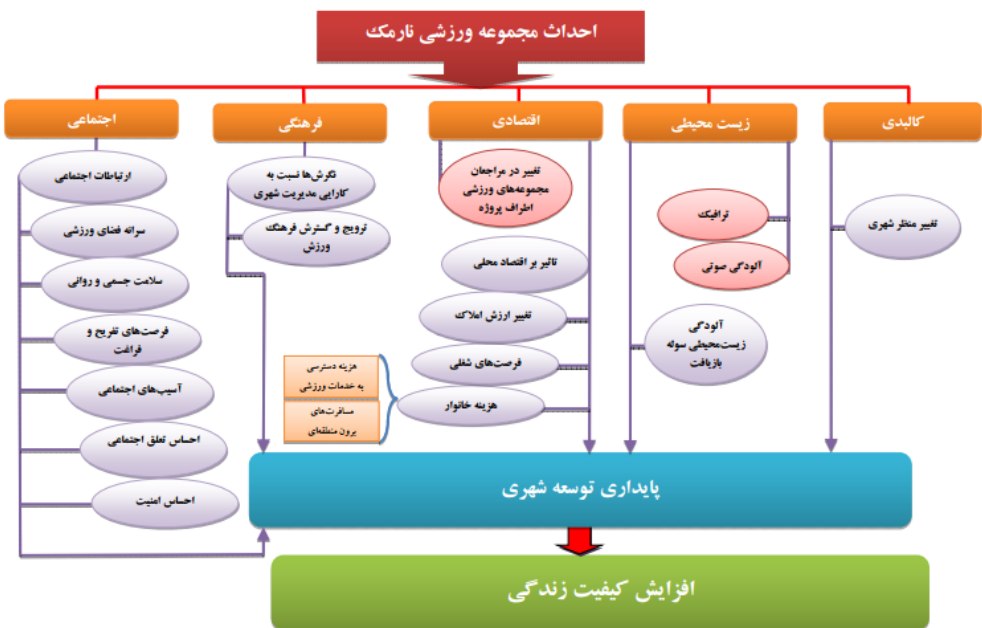 احداث مجموعه ورزشی نارمک
کالبدی
زیست محیطی
اقتصادی
فرهنگی
اجتماعی
تغییر منظر شهری
ترافیک
آلودگی صوتی
آلودگی
زیست‌محیطی سوله
بازیافت
تغییر در مراجعان
مجموعه‌های ورزشی
اطراف پروژه
تاثیر بر اقتصاد محلی
تغییر ارزش املاک
فرصت‌های شغلی
هزینه خانوار
هزینه دسترسی
به خدمات ورزشی
مسافرت‌های
برون منطقه‌ای
نگرش‌ها نسبت به
کارایی مدیریت شهری
ترویج و گسترش فرهنگ
ورزش
ارتباطات اجتماعی
سرانه فضای ورزشی
سلامت جسمی و روانی
فرصت‌های تفریح و
فراغت
آسیب‌های اجتماعی
احساس تعلق اجتماعی
احساس امنیت
پایداری توسعه شهری
افزایش کیفیت زندگی